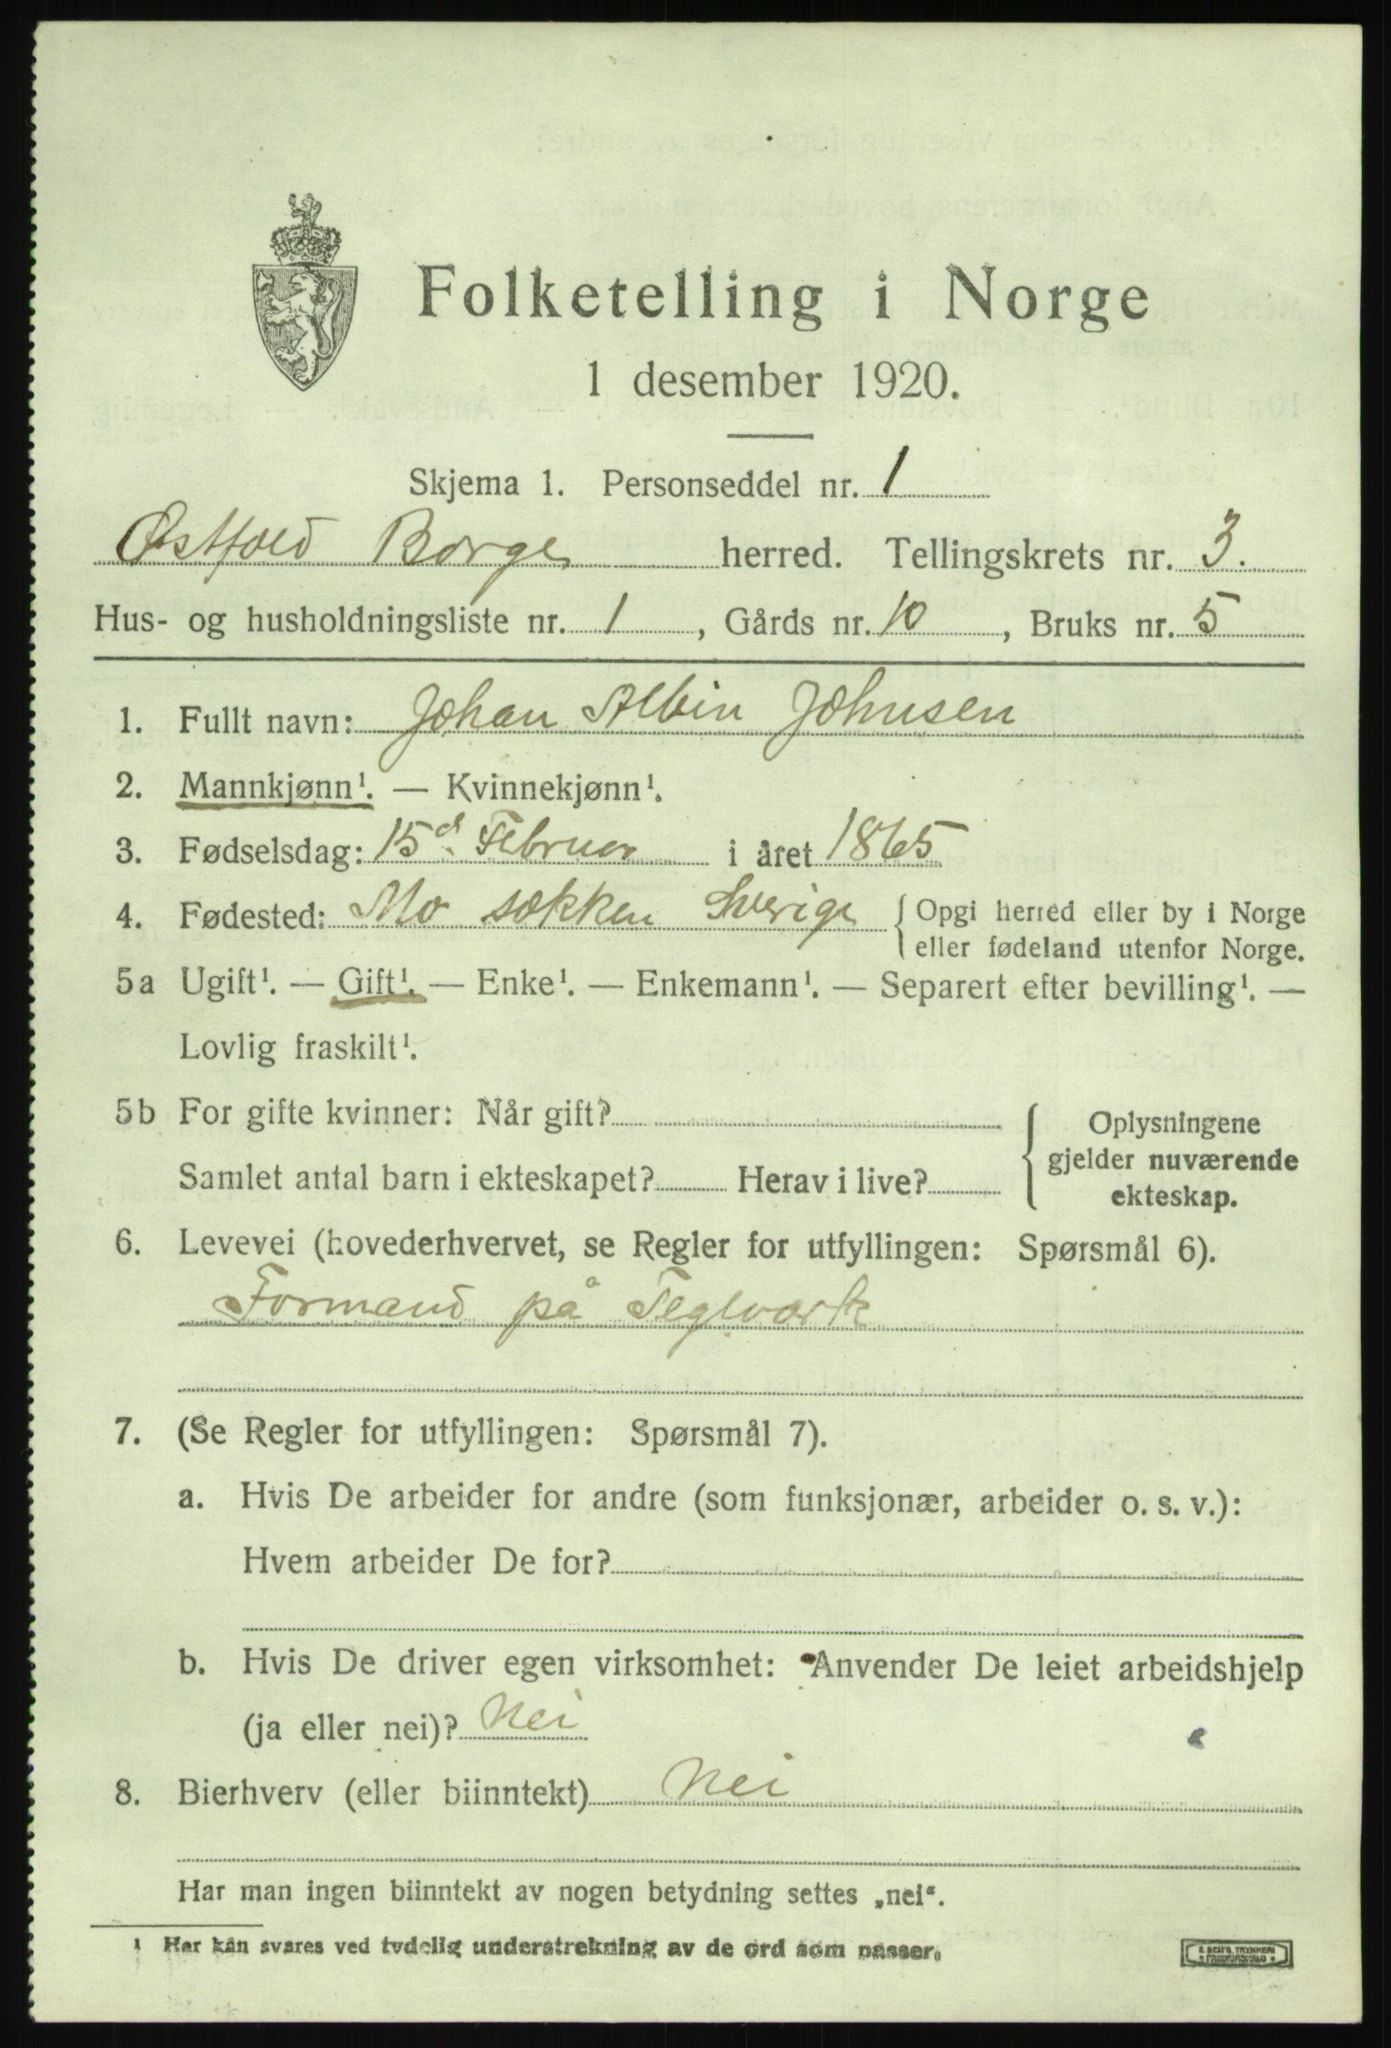 Folketelling i Norge
1 desember 1920.
Skjema 1. Personseddel nr. 1
Østfold Borge herred. Tellingskrets nr. 3.
Hus- og husholdningsliste nr. 1, Gårds nr. 10, Bruks nr. 5
1. Fullt navn: Johan Albin Johnsen
2. Mannkjønn¹. — Kvinnekjønn¹.
3. Fødselsdag: 15d. Februar i året 1865
4. Fødested: Mo sokken Sverige { Opgi herred eller by i Norge
eller fødeland utenfor Norge.
5a Ugift¹. — Gift¹. — Enke¹. — Enkemann¹. — Separert efter bevilling¹. —
Lovlig fraskilt¹.
5b For gifte kvinner: Når gift?
Samlet antal barn i ekteskapet? Herav i live?
{ Oplysningene
gjelder nuværende
ekteskap.
6. Levevei (hovederhvervet, se Regler for utfyllingen: Spørsmål 6).
Formand på Teglverk
7. (Se Regler for utfyllingen: Spørsmål 7).
a. Hvis De arbeider for andre (som funksjonær, arbeider o. s. v.):
Hvem arbeider De for?
b. Hvis De driver egen virksomhet: Anvender De leiet arbeidshjelp
(ja eller nei)? Nei
8. Bierhverv (eller biinntekt) Nei
Har man ingen biinntekt av nogen betydning settes „nei“.
¹ Her kan svares ved tydelig understrekning av de ord som passer.